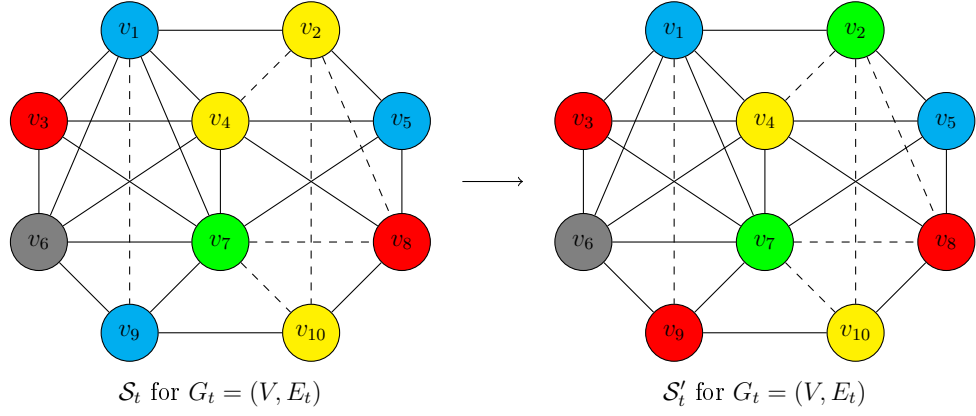 v₁ v₂ v₁ v₂
v₃ v₄ v₅ v₃ v₄ v₅
v₆ v₇ v₈ v₆ v₇ v₈
v₉ v₁₀ v₉ v₁₀
𝒮ₜ for Gₜ = (V, Eₜ) 𝒮′ₜ for Gₜ = (V, Eₜ)